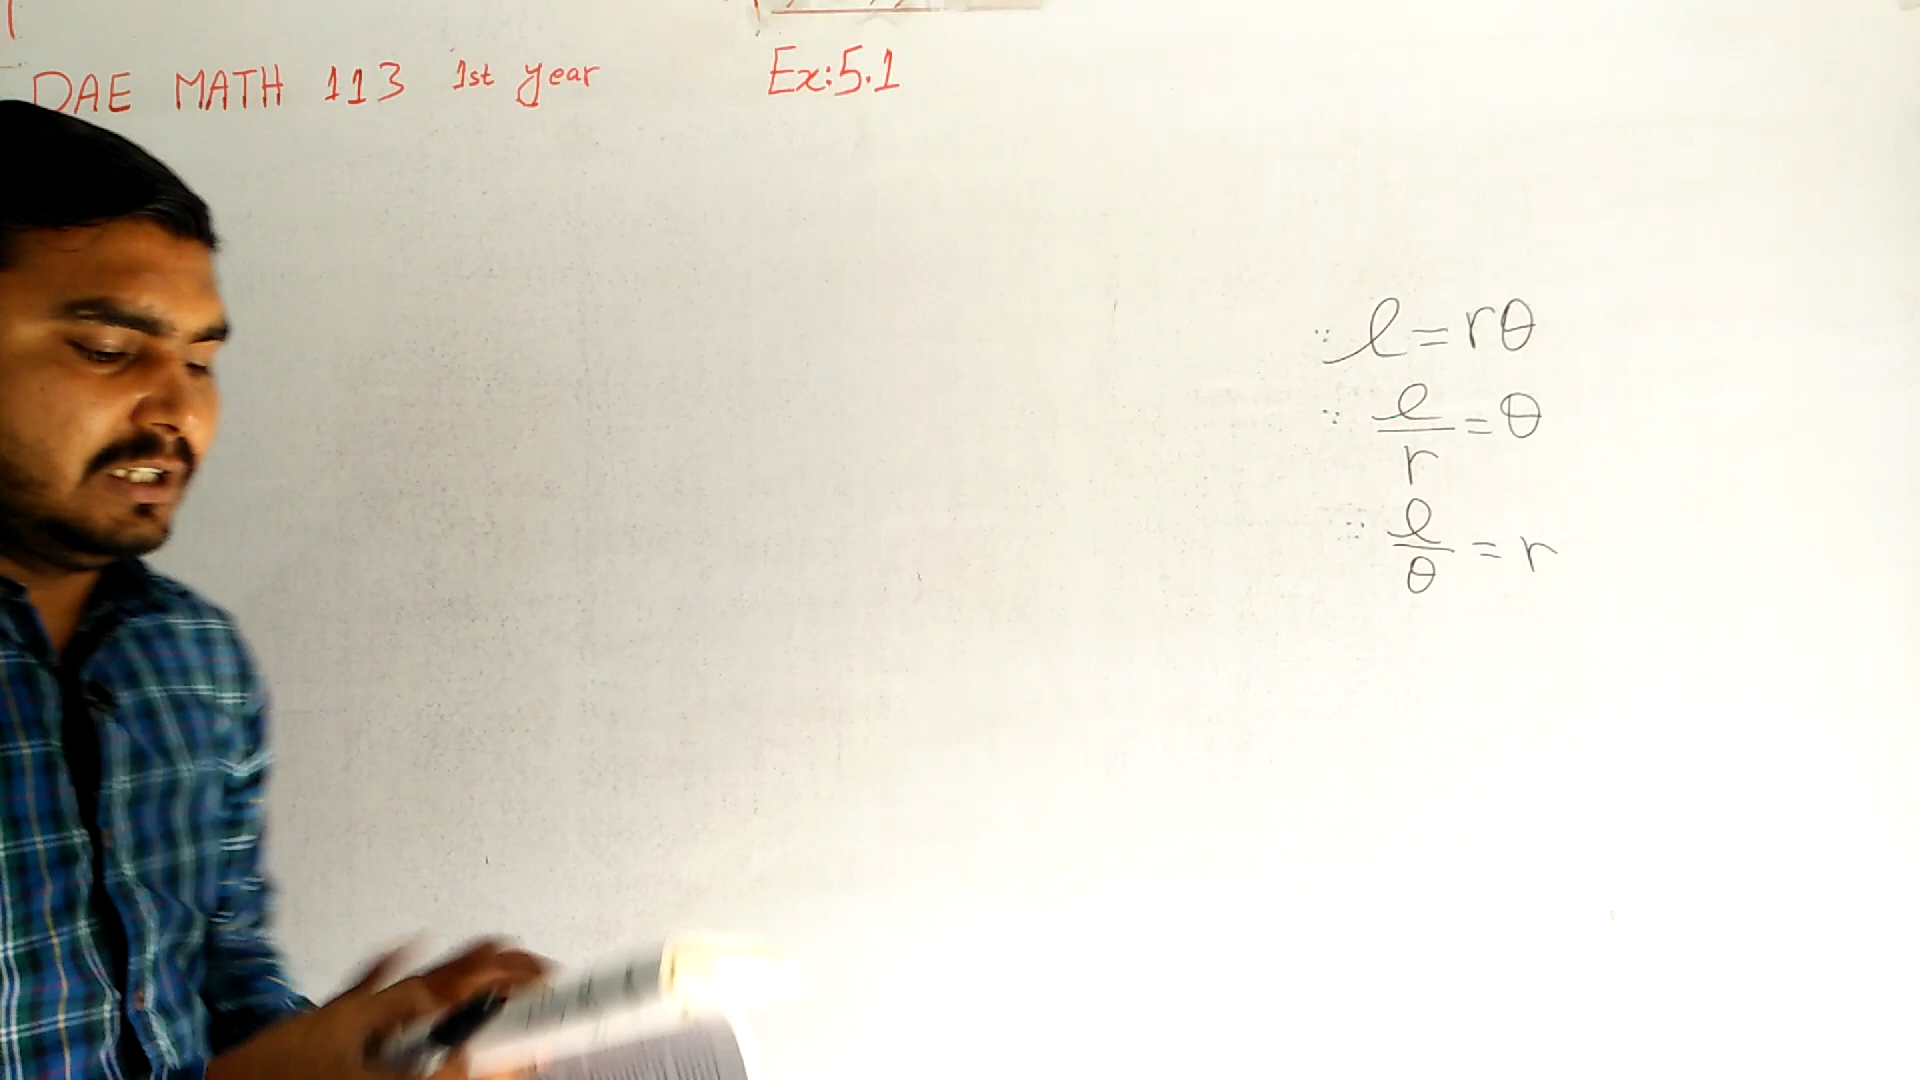 DAE MATH 113 1st year Ex:5.1
∵ l = rθ
∵ l/r = θ
∵ l/θ = r